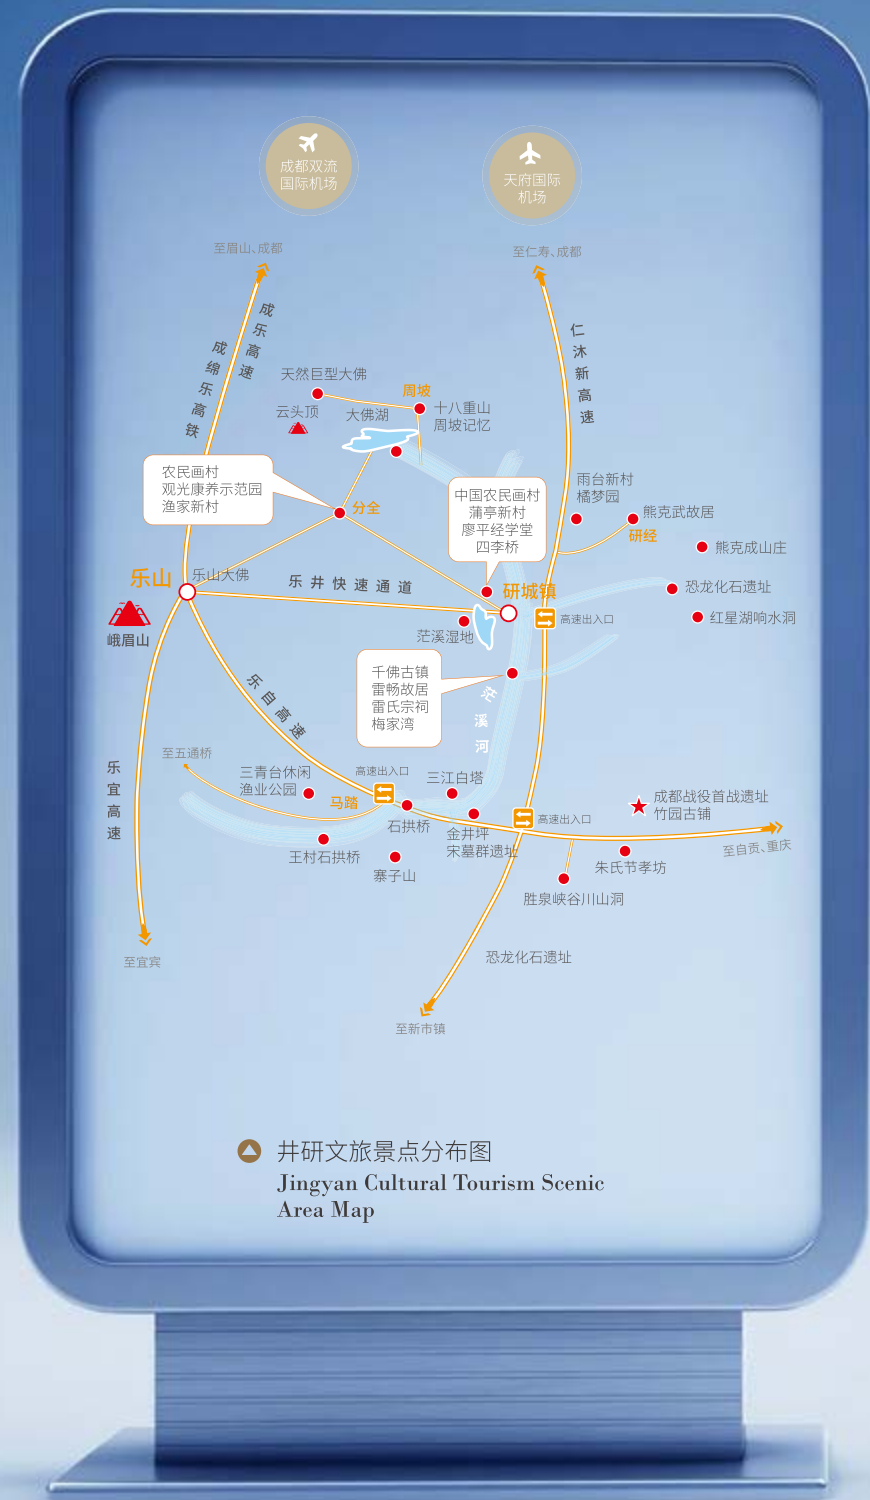 成都双流
国际机场
天府国际
机场
至眉山、成都
至仁寿、成都
成乐高速
成绵乐高铁
仁沐新高速
天然巨型大佛
周坡
云头顶
大佛湖
十八重山
周坡记忆
农民画村
观光康养示范园
渔家新村
分全
中国农民画村
蒲亭新村
廖平经学堂
四李桥
雨台新村
橘梦园
熊克武故居
研经
熊克成山庄
乐山
乐山大佛
乐井快速通道
研城镇
恐龙化石遗址
高速出入口
红星湖响水洞
峨眉山
茫溪湿地
千佛古镇
雷畅故居
雷氏宗祠
梅家湾
茫溪河
乐自高速
至五通桥
乐宜高速
三青台休闲
渔业公园
高速出入口
三江白塔
马踏
石拱桥
金井坪
宋墓群遗址
高速出入口
成都战役首战遗址
竹园古铺
至自贡、重庆
王村石拱桥
寨子山
朱氏节孝坊
胜泉峡谷川山洞
至宜宾
恐龙化石遗址
至新市镇
井研文旅景点分布图
Jingyan Cultural Tourism Scenic
Area Map